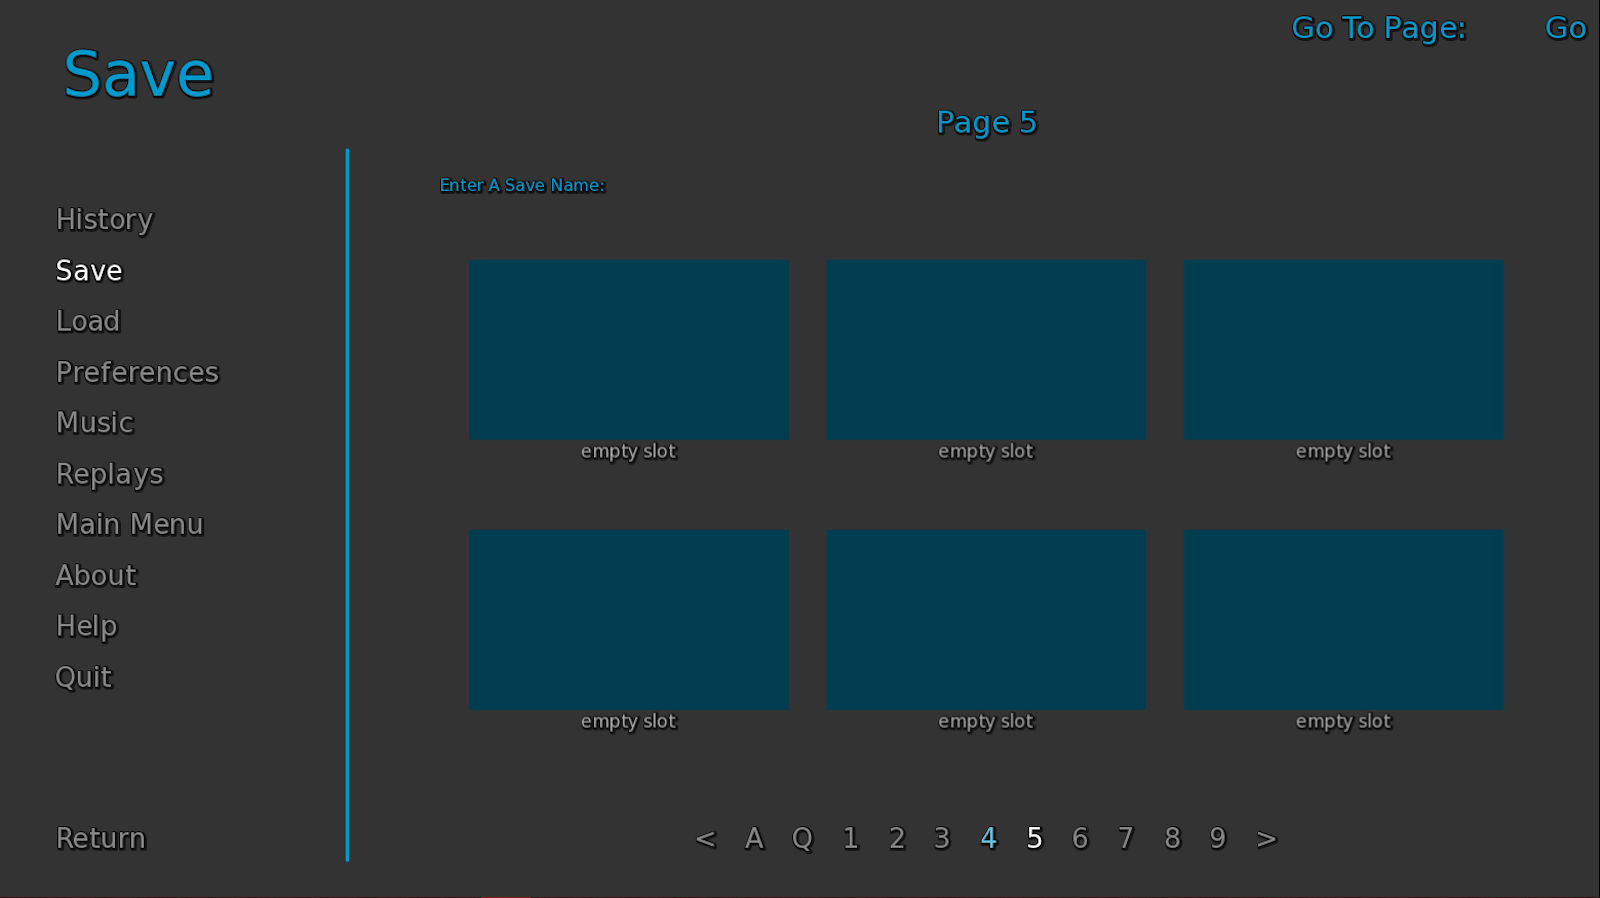 Go To Page: Go
Save
Page 5
Enter A Save Name:
History
Save
Load
Preferences
Music
Replays
Main Menu
About
Help
Quit
Return
empty slot empty slot empty slot
empty slot empty slot empty slot
< A Q 1 2 3 4 5 6 7 8 9 >